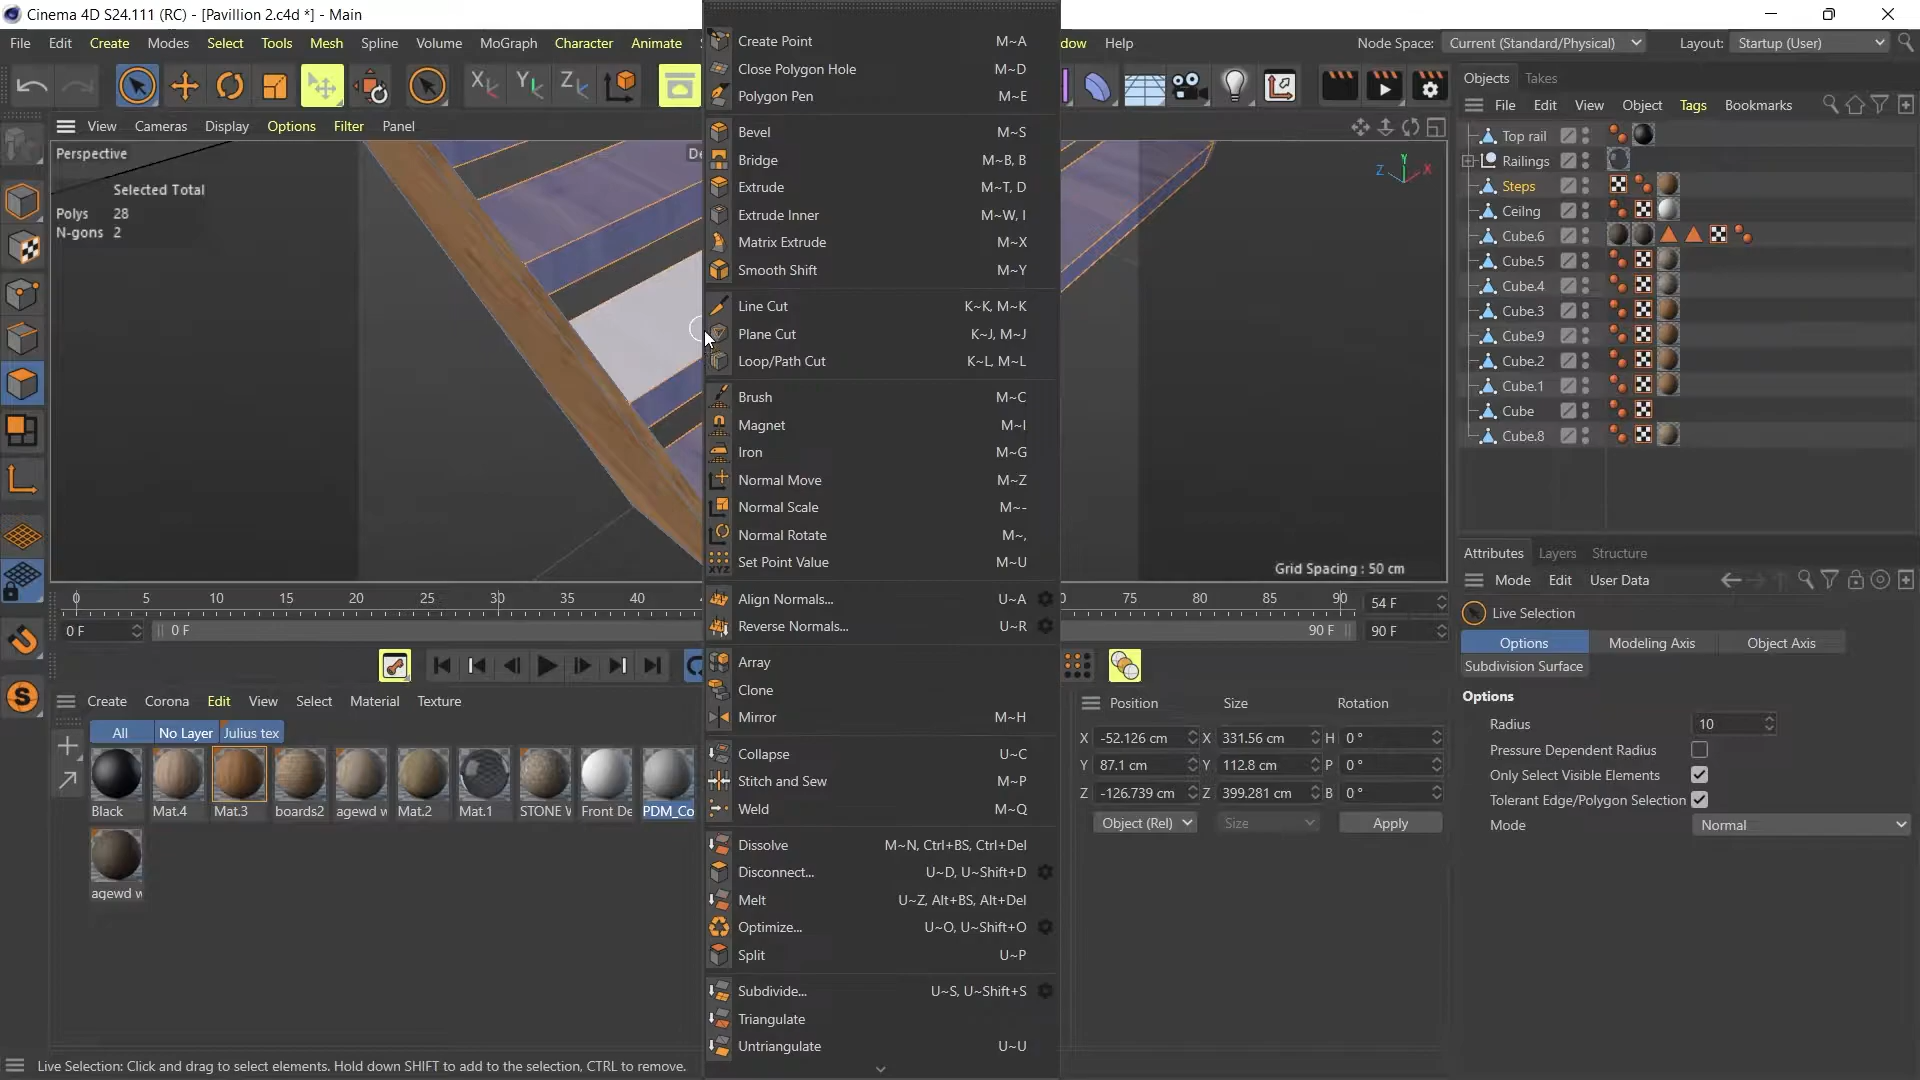 Cinema 4D S24.111 (RC) - [Pavillion 2.c4d *] - Main
File Edit Create Modes Select Tools Mesh Spline Volume MoGraph Character Animate
dow Help
Node Space: Current (Standard/Physical)
Layout: Startup (User)
View Cameras Display Options Filter Panel
Perspective
De
Selected Total
Polys 28
N-gons 2
Y
Z X
Grid Spacing : 50 cm
Create Point M~A
Close Polygon Hole M~D
Polygon Pen M~E
Bevel M~S
Bridge M~B, B
Extrude M~T, D
Extrude Inner M~W, I
Matrix Extrude M~X
Smooth Shift M~Y
Line Cut K~K, M~K
Plane Cut K~J, M~J
Loop/Path Cut K~L, M~L
Brush M~C
Magnet M~I
Iron M~G
Normal Move M~Z
Normal Scale M~-
Normal Rotate M~,
Set Point Value M~U
Align Normals... U~A
Reverse Normals... U~R
Array
Clone
Mirror M~H
Collapse U~C
Stitch and Sew M~P
Weld M~Q
Dissolve M~N, Ctrl+BS, Ctrl+Del
Disconnect... U~D, U~Shift+D
Melt U~Z, Alt+BS, Alt+Del
Optimize... U~O, U~Shift+O
Split U~P
Subdivide... U~S, U~Shift+S
Triangulate
Untriangulate U~U
Objects Takes
File Edit View Object Tags Bookmarks
Top rail
Railings
Steps
Ceilng
Cube.6
Cube.5
Cube.4
Cube.3
Cube.9
Cube.2
Cube.1
Cube
Cube.8
Attributes Layers Structure
Mode Edit User Data
Live Selection
Options Modeling Axis Object Axis
Subdivision Surface
Options
Radius 10
Pressure Dependent Radius
Only Select Visible Elements
Tolerant Edge/Polygon Selection
Mode Normal
0 5 10 15 20 25 30 35 40
75 80 85 90 54 F
0 F 0 F
90 F 90 F
Create Corona Edit View Select Material Texture
All No Layer Julius tex
Black Mat.4 Mat.3 boards2 agewd w Mat.2 Mat.1 STONE V Front De PDM_Co
agewd w
Position Size Rotation
X -52.126 cm X 331.56 cm H 0 °
Y 87.1 cm Y 112.8 cm P 0 °
Z -126.739 cm Z 399.281 cm B 0 °
Object (Rel) Size Apply
Live Selection: Click and drag to select elements. Hold down SHIFT to add to the selection, CTRL to remove.